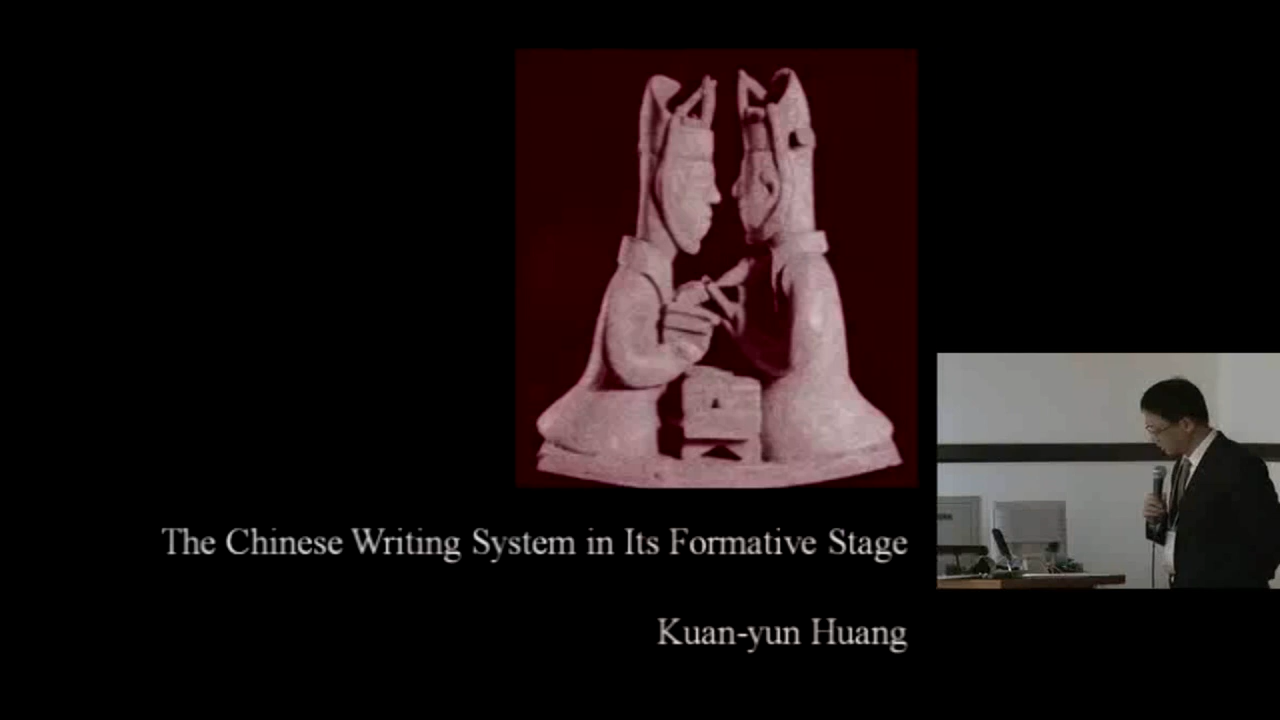 The Chinese Writing System in Its Formative Stage
Kuan-yun Huang